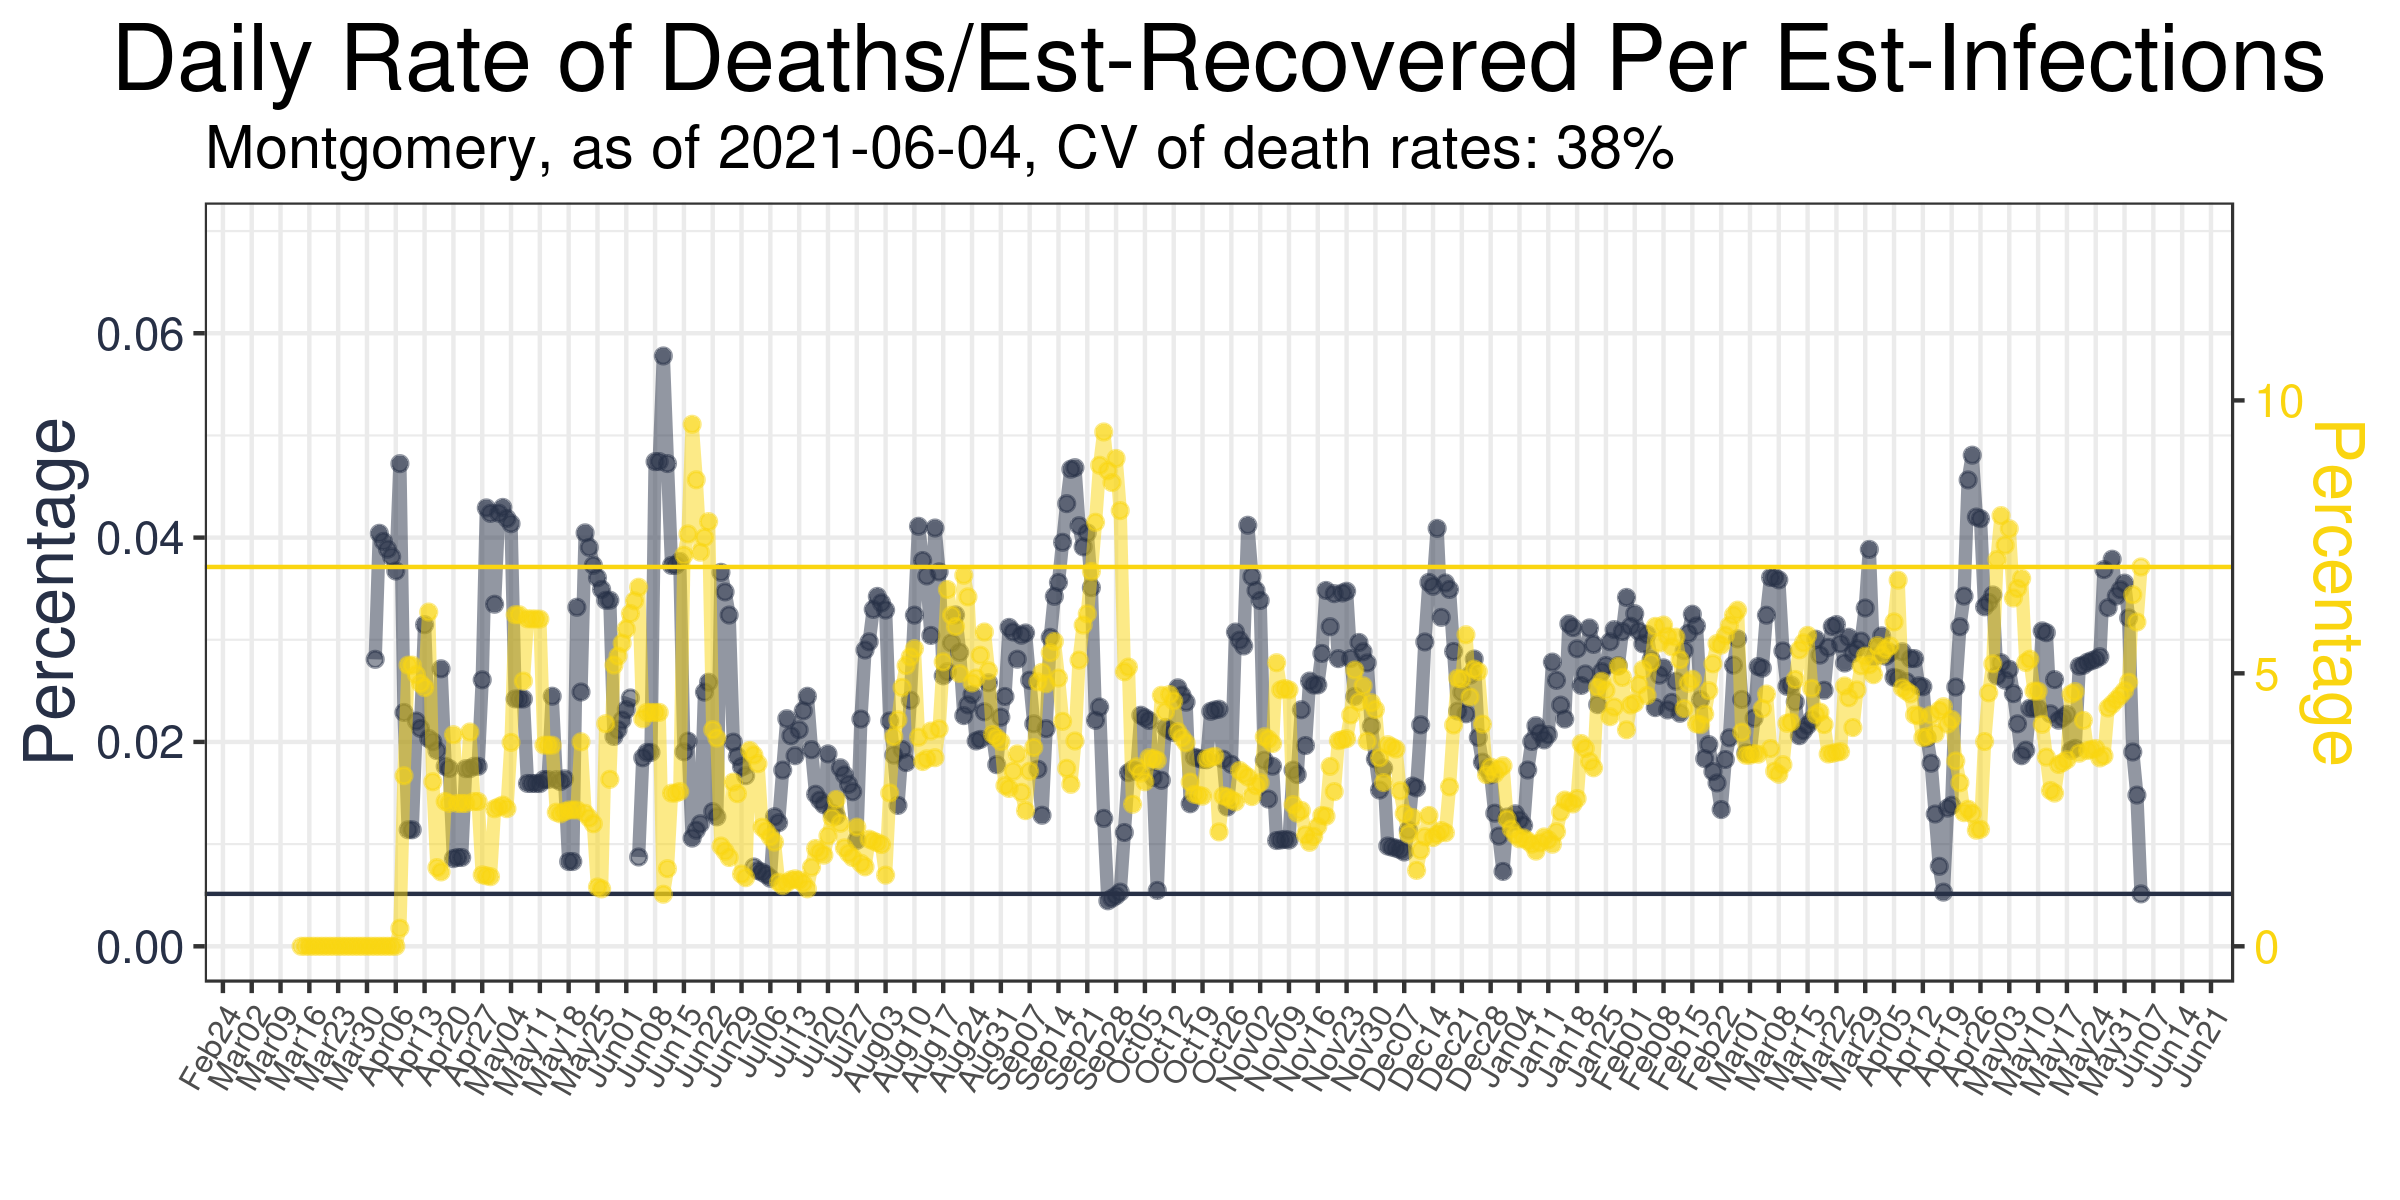 Daily Rate of Deaths/Est-Recovered Per Est-Infections
Montgomery, as of 2021-06-04, CV of death rates: 38%
Percentage
0.06
0.04
0.02
0.00
10
5
0
Percentage
Feb24
Mar02
Mar09
Mar16
Mar23
Mar30
Apr06
Apr13
Apr20
Apr27
May04
May11
May18
May25
Jun01
Jun08
Jun15
Jun22
Jun29
Jul06
Jul13
Jul20
Jul27
Aug03
Aug10
Aug17
Aug24
Aug31
Sep07
Sep14
Sep21
Sep28
Oct05
Oct12
Oct19
Oct26
Nov02
Nov09
Nov16
Nov23
Nov30
Dec07
Dec14
Dec21
Dec28
Jan04
Jan11
Jan18
Jan25
Feb01
Feb08
Feb15
Feb22
Mar01
Mar08
Mar15
Mar22
Mar29
Apr05
Apr12
Apr19
Apr26
May03
May10
May17
May24
May31
Jun07
Jun14
Jun21